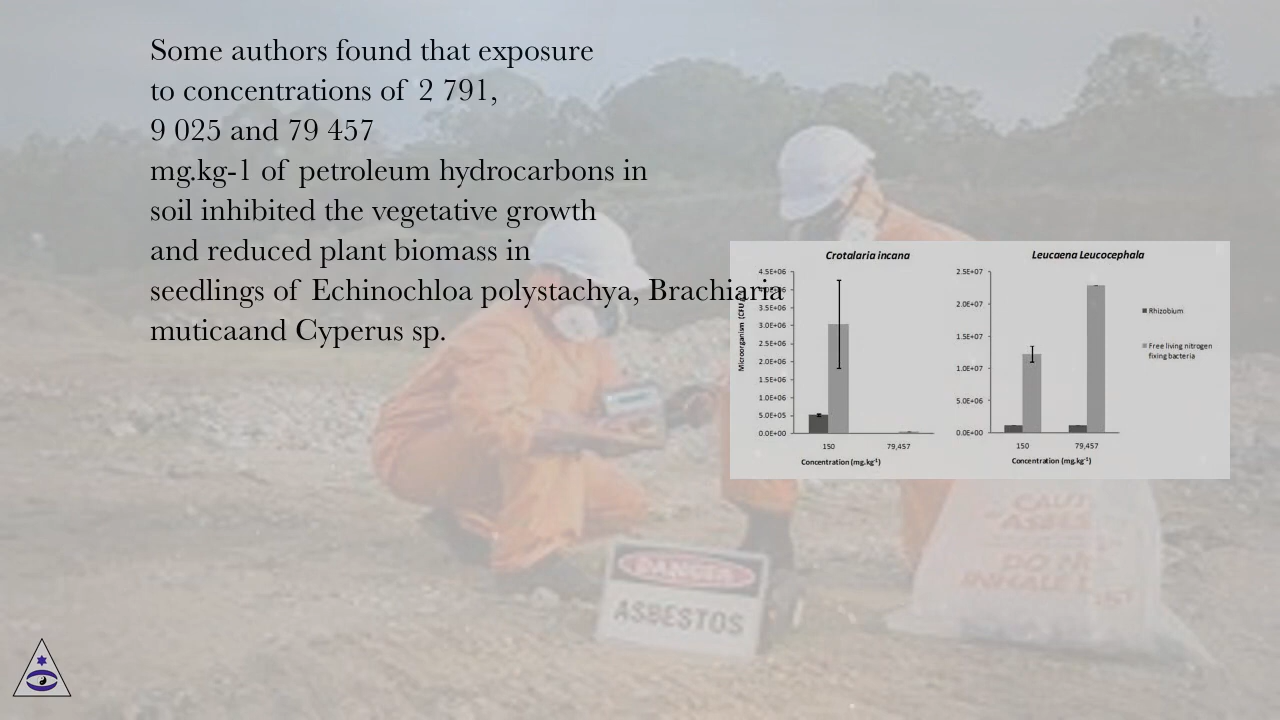 Some authors found that exposure
to concentrations of 2 791,
9 025 and 79 457
mg.kg-1 of petroleum hydrocarbons in
soil inhibited the vegetative growth
and reduced plant biomass in
seedlings of Echinochloa polystachya, Brachiaria
muticaand Cyperus sp.
Crotalaria incana
4.5E+06
3.5E+06
3.0E+06
2.5E+06
2.0E+06
1.5E+06
1.0E+06
5.0E+05
0.0E+00
Microorganism (CFU
150 79,457
Concentration (mg.kg-1)
Leucaena Leucocephala
2.5E+07
2.0E+07
1.5E+07
1.0E+07
5.0E+06
0.0E+00
150 79,457
Concentration (mg.kg-1)
Rhizobium
Free living nitrogen
fixing bacteria
DANGER
ASBESTOS
DO
INHALE